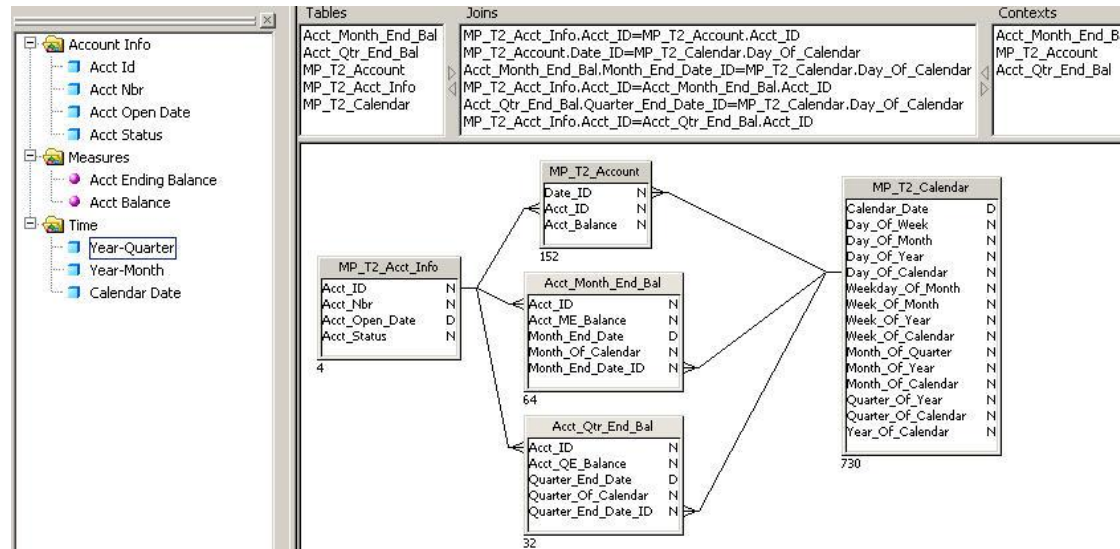 Account Info
Acct Id
Acct Nbr
Acct Open Date
Acct Status
Measures
Acct Ending Balance
Acct Balance
Time
Year-Quarter
Year-Month
Calendar Date
Tables
Acct_Month_End_Bal
Acct_Qtr_End_Bal
MP_T2_Account
MP_T2_Acct_Info
MP_T2_Calendar
Joins
MP_T2_Acct_Info.Acct_ID=MP_T2_Account.Acct_ID
MP_T2_Account.Date_ID=MP_T2_Calendar.Day_Of_Calendar
Acct_Month_End_Bal.Month_End_Date_ID=MP_T2_Calendar.Day_Of_Calendar
MP_T2_Acct_Info.Acct_ID=Acct_Month_End_Bal.Acct_ID
Acct_Qtr_End_Bal.Quarter_End_Date_ID=MP_T2_Calendar.Day_Of_Calendar
MP_T2_Acct_Info.Acct_ID=Acct_Qtr_End_Bal.Acct_ID
Contexts
Acct_Month_End_B
MP_T2_Account
Acct_Qtr_End_Bal
MP_T2_Acct_Info
Acct_ID N
Acct_Nbr N
Acct_Open_Date D
Acct_Status N
4
MP_T2_Account
Date_ID N
Acct_ID N
Acct_Balance N
152
Acct_Month_End_Bal
Acct_ID N
Acct_ME_Balance N
Month_End_Date D
Month_Of_Calendar N
Month_End_Date_ID N
64
Acct_Qtr_End_Bal
Acct_ID N
Acct_QE_Balance N
Quarter_End_Date D
Quarter_Of_Calendar N
Quarter_End_Date_ID N
32
MP_T2_Calendar
Calendar_Date D
Day_Of_Week N
Day_Of_Month N
Day_Of_Year N
Day_Of_Calendar N
Weekday_Of_Month N
Week_Of_Month N
Week_Of_Year N
Week_Of_Calendar N
Month_Of_Quarter N
Month_Of_Year N
Month_Of_Calendar N
Quarter_Of_Year N
Quarter_Of_Calendar N
Year_Of_Calendar N
730